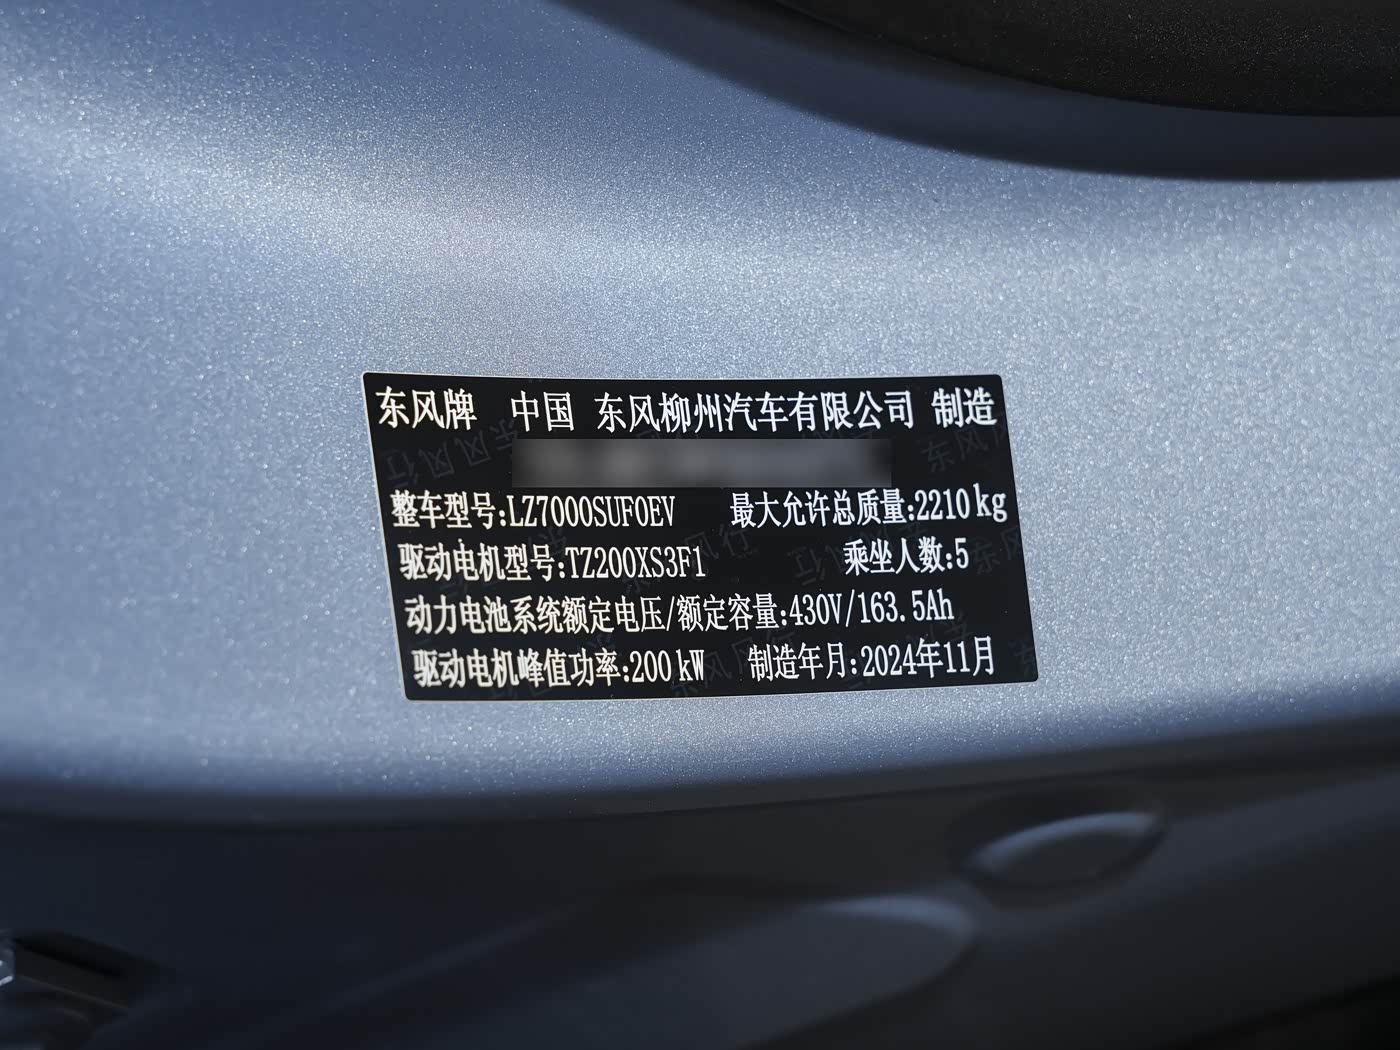 东风牌 中国 东风柳州汽车有限公司 制造
整车型号:LZ7000SUF0EV 最大允许总质量:2210kg
驱动电机型号:TZ200XS3F1 乘坐人数:5
动力电池系统额定电压/额定容量:430V/163.5Ah
驱动电机峰值功率:200kW 制造年月:2024年11月